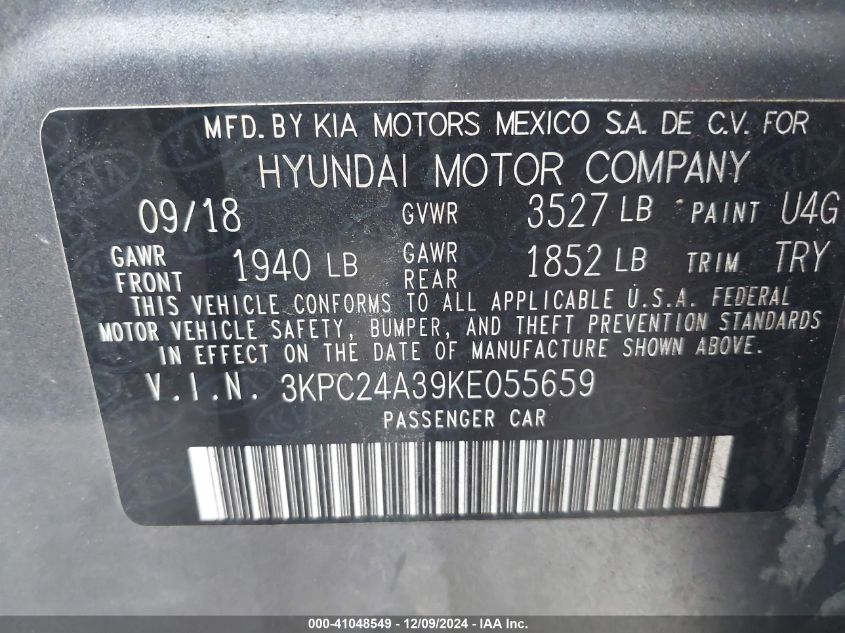 MFD. BY KIA MOTORS MEXICO S.A. DE C.V. FOR
HYUNDAI MOTOR COMPANY
09/18 GVWR 3527 LB PAINT U4G
GAWR FRONT 1940 LB GAWR REAR 1852 LB TRIM TRY
THIS VEHICLE CONFORMS TO ALL APPLICABLE U.S.A. FEDERAL
MOTOR VEHICLE SAFETY, BUMPER, AND THEFT PREVENTION STANDARDS
IN EFFECT ON THE DATE OF MANUFACTURE SHOWN ABOVE.
V.I.N. 3KPC24A39KE055659
PASSENGER CAR
000-41048549 - 12/09/2024 - IAA Inc.